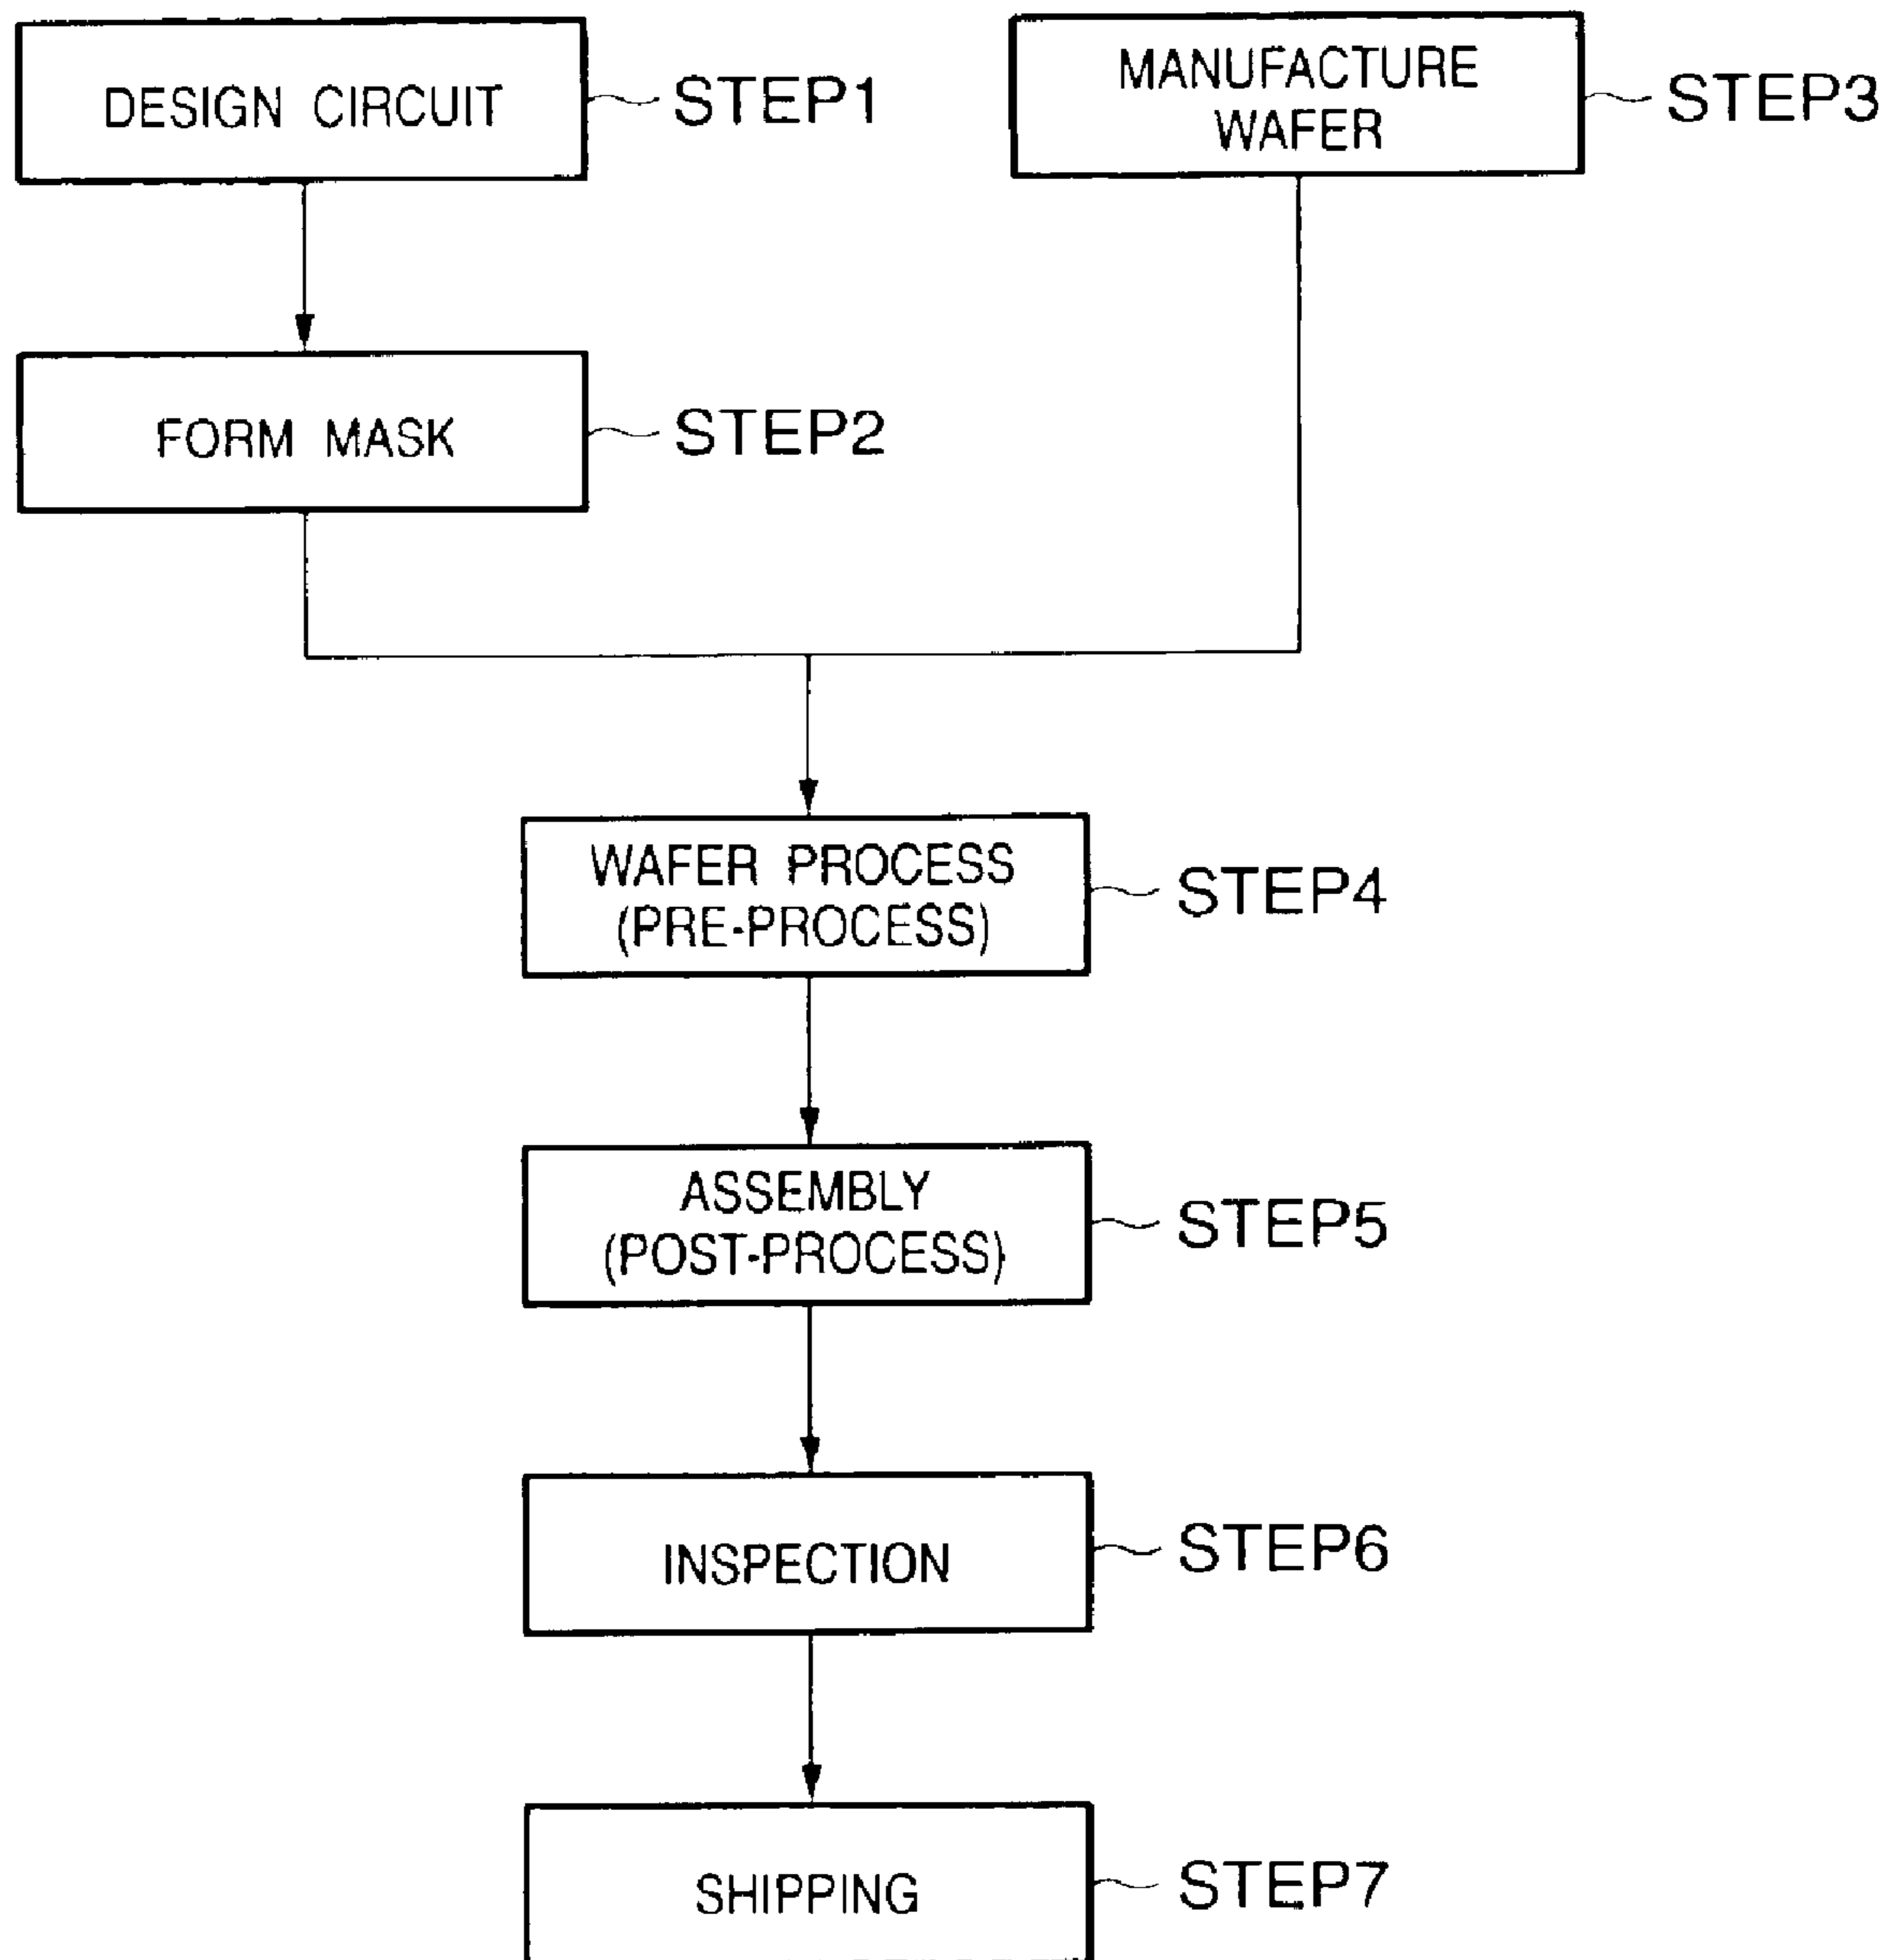 DESIGN CIRCUIT
STEP1
MANUFACTURE
WAFER
STEP3
FORM MASK
STEP2
WAFER PROCESS
(PRE-PROCESS)
STEP4
ASSEMBLY
(POST-PROCESS)
STEP5
INSPECTION
STEP6
SHIPPING
STEP7